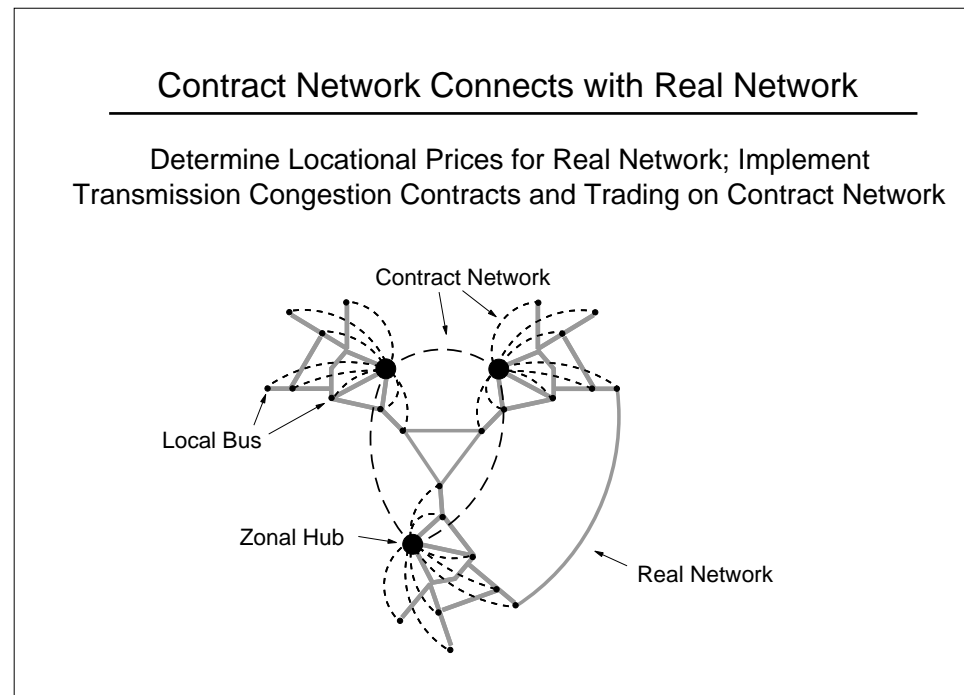 Contract Network Connects with Real Network
Determine Locational Prices for Real Network; Implement
Transmission Congestion Contracts and Trading on Contract Network
Contract Network
Local Bus
Zonal Hub
Real Network